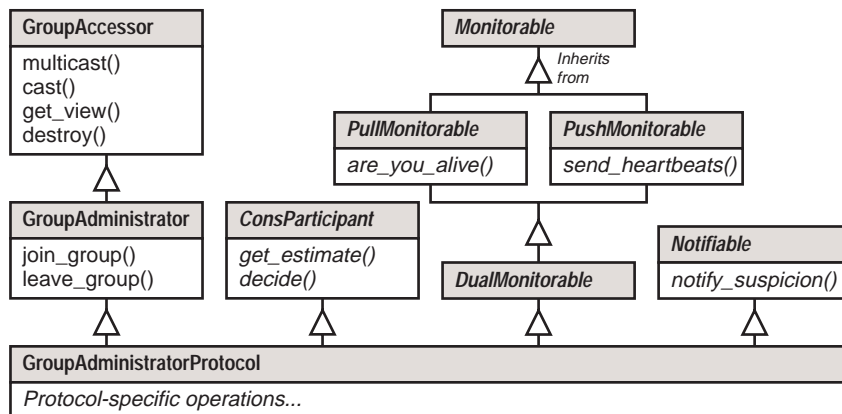 GroupAccessor
multicast()
cast()
get_view()
destroy()
Monitorable
Inherits
from
PullMonitorable
are_you_alive()
PushMonitorable
send_heartbeats()
GroupAdministrator
join_group()
leave_group()
ConsParticipant
get_estimate()
decide()
DualMonitorable
Notifiable
notify_suspicion()
GroupAdministratorProtocol
Protocol-specific operations...